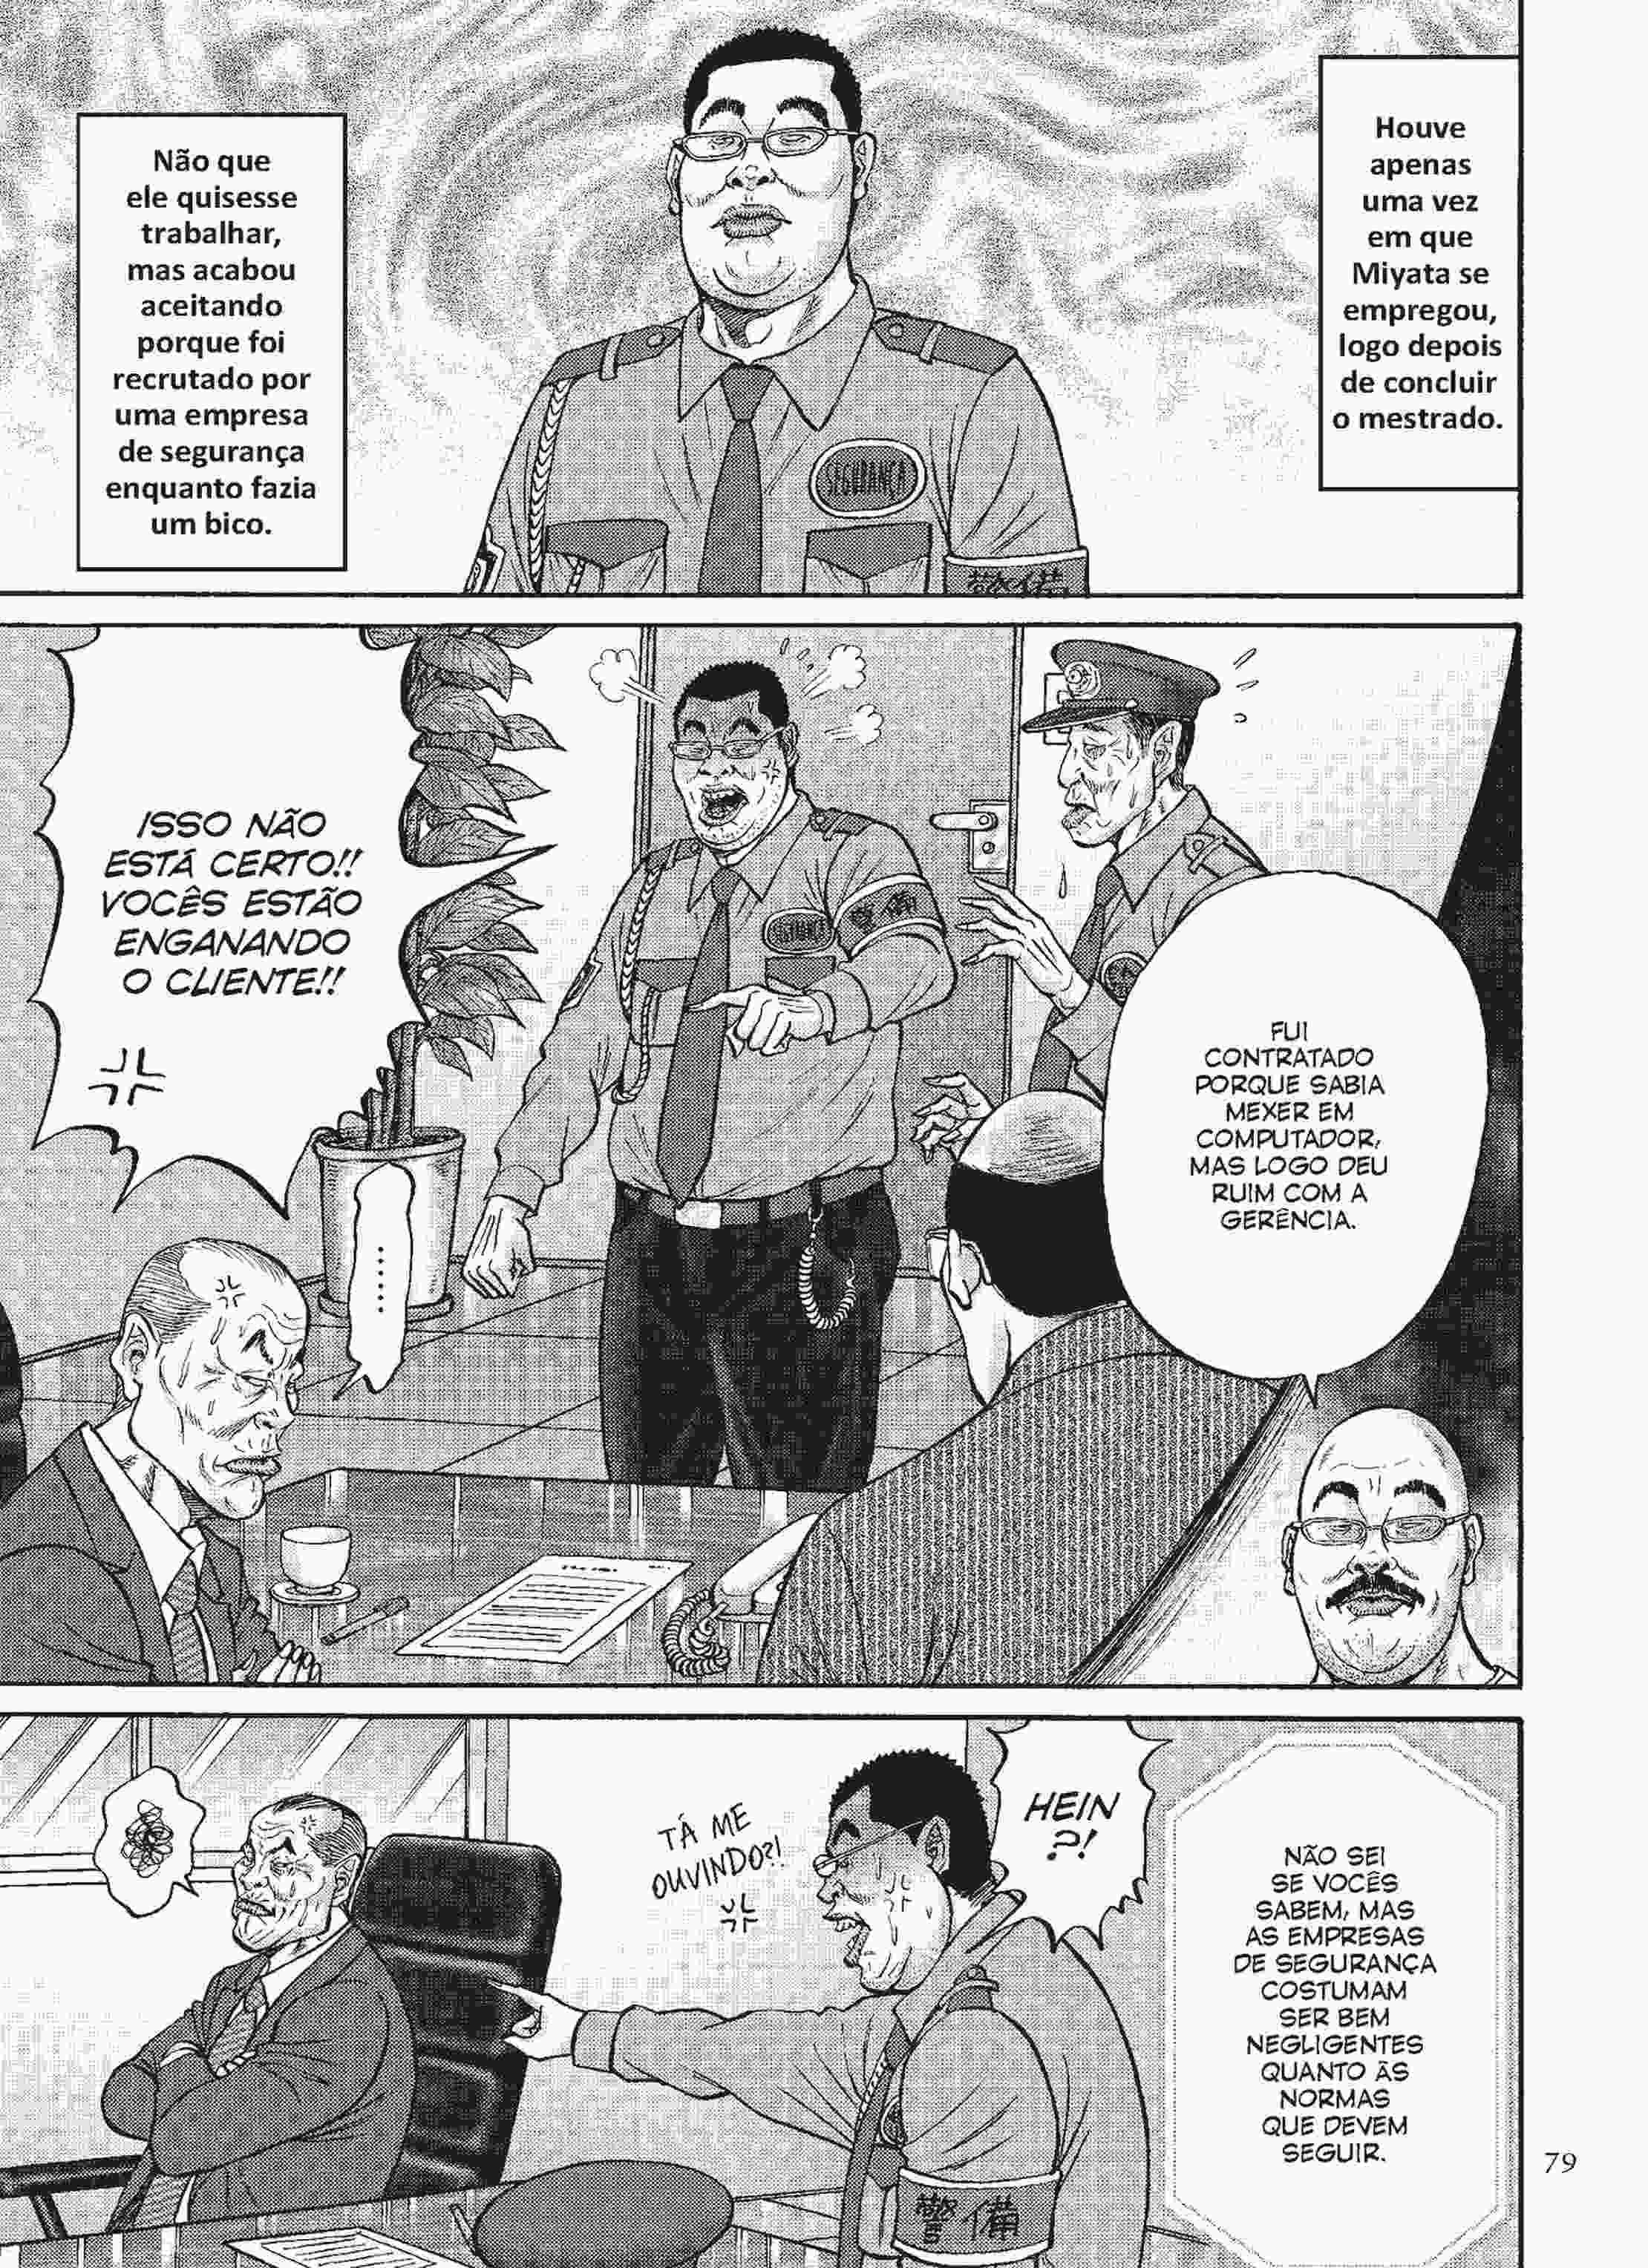 Houve
apenas
uma vez
em que
Miyata se
empregou,
logo depois
de concluir
o mestrado.
Não que
ele quisesse
trabalhar,
mas acabou
aceitando
porque foi
recrutado por
uma empresa
de segurança
enquanto fazia
um bico.
SEGURANÇA
警備
FUI
CONTRATADO
PORQUE SABIA
MEXER EM
COMPUTADOR,
MAS LOGO DEU
RUIM COM A
GERÊNCIA.
ISSO NÃO
ESTÁ CERTO!!
VOCÊS ESTÃO
ENGANANDO
O CLIENTE!!
警備
......
NÃO SEI
SE VOCÊS
SABEM, MAS
AS EMPRESAS
DE SEGURANÇA
COSTUMAM
SER BEM
NEGLIGENTES
QUANTO ÀS
NORMAS
QUE DEVEM
SEGUIR.
HEIN
?!
TÁ ME
OUVINDO?!
警備
79